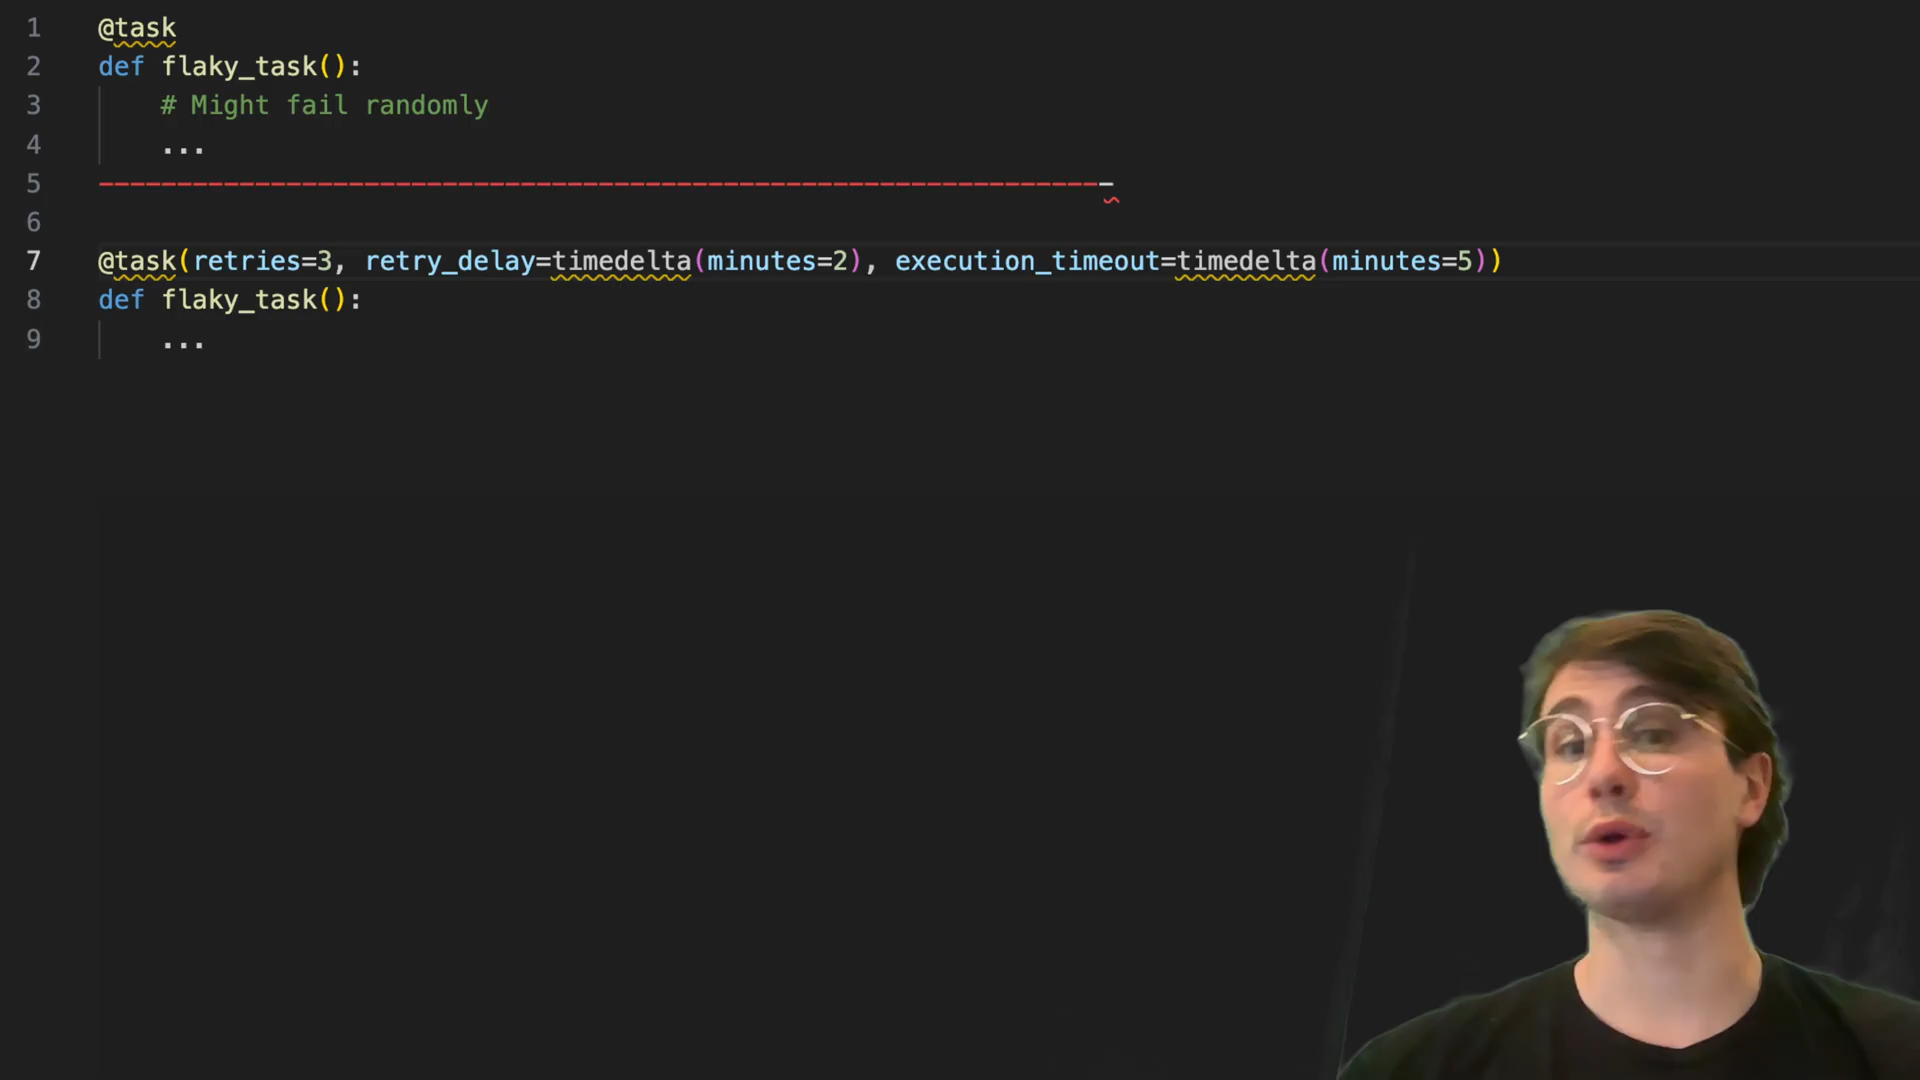 1 @task
2 def flaky_task():
3 # Might fail randomly
4 ...
5 -----------------------------------------------------------------
6
7 @task(retries=3, retry_delay=timedelta(minutes=2), execution_timeout=timedelta(minutes=5))
8 def flaky_task():
9 ...